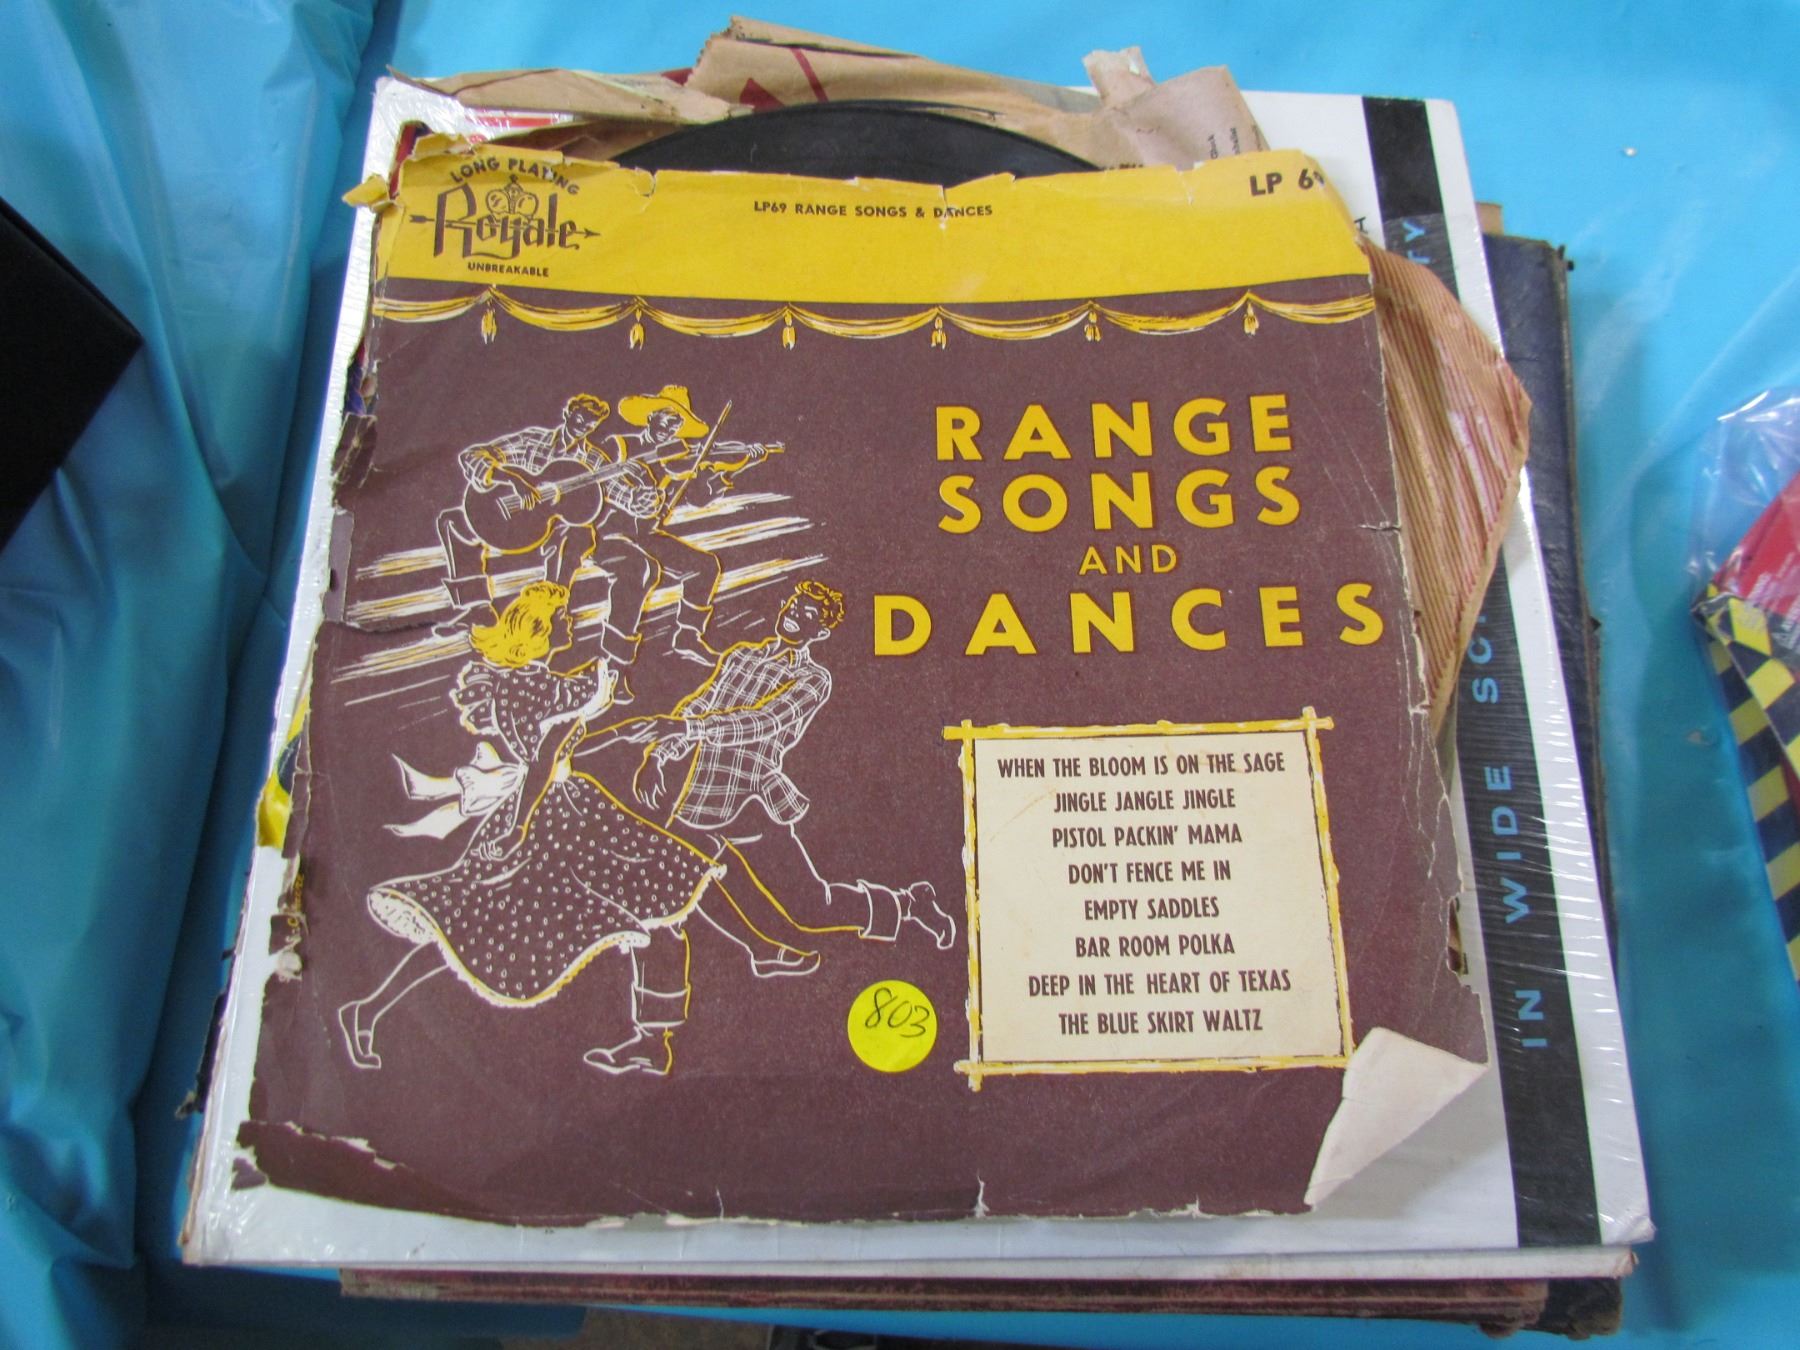 LONG PLAYING
Royale
UNBREAKABLE
LP69 RANGE SONGS & DANCES
LP 69
RANGE
SONGS
AND
DANCES
WHEN THE BLOOM IS ON THE SAGE
JINGLE JANGLE JINGLE
PISTOL PACKIN' MAMA
DON'T FENCE ME IN
EMPTY SADDLES
BAR ROOM POLKA
DEEP IN THE HEART OF TEXAS
THE BLUE SKIRT WALTZ
803
IN WIDE SC
TY